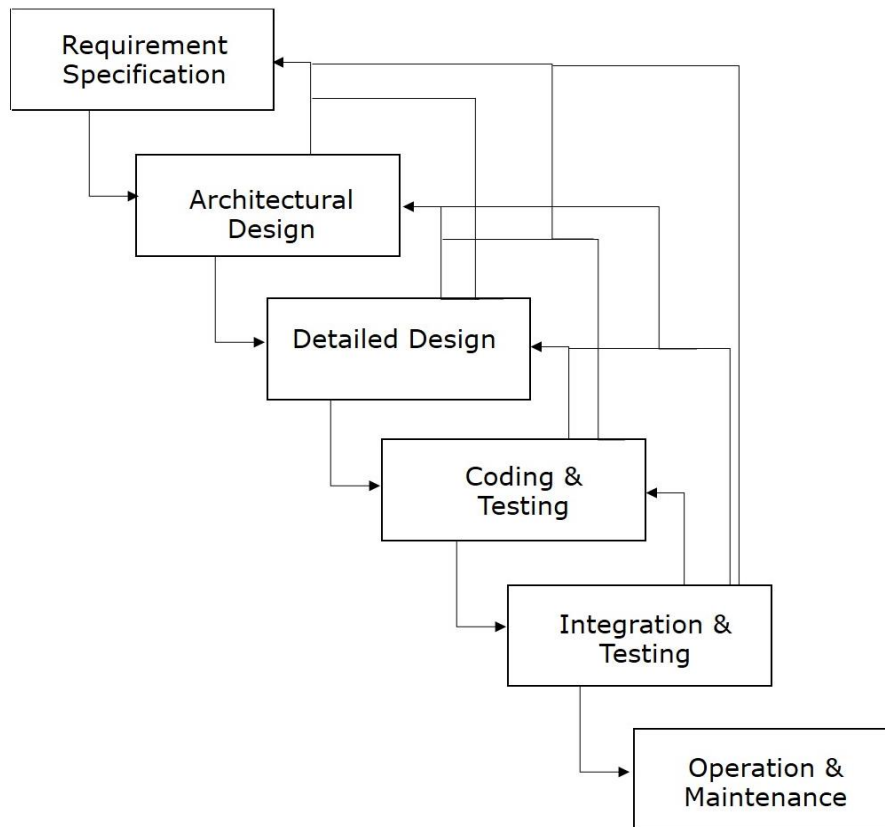 Requirement
Specification
Architectural
Design
Detailed Design
Coding &
Testing
Integration &
Testing
Operation &
Maintenance